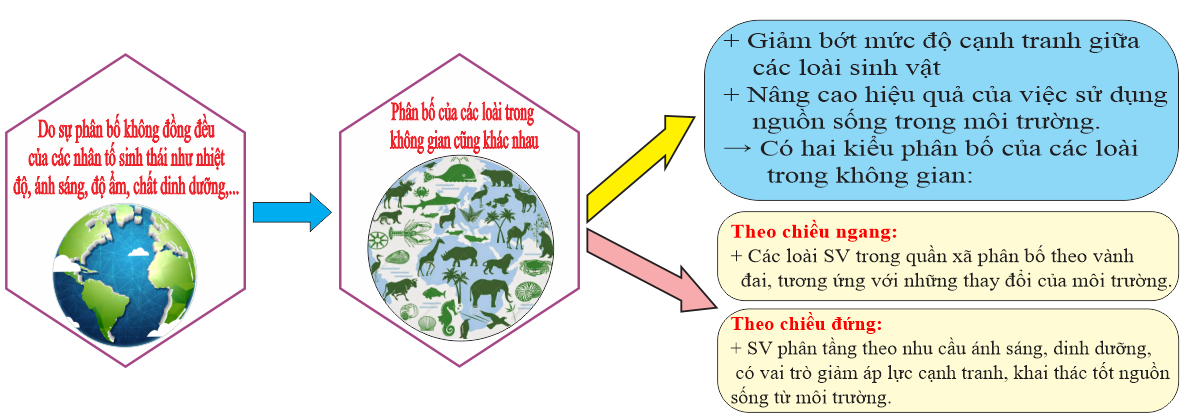 Do sự phân bố không đồng đều
của các nhân tố sinh thái như nhiệt
độ, ánh sáng, độ ẩm, chất dinh dưỡng,...
Phân bố của các loài trong
không gian cũng khác nhau
+ Giảm bớt mức độ cạnh tranh giữa
các loài sinh vật
+ Nâng cao hiệu quả của việc sử dụng
nguồn sống trong môi trường.
→ Có hai kiểu phân bố của các loài
trong không gian:
Theo chiều ngang:
+ Các loài SV trong quần xã phân bố theo vành
đai, tương ứng với những thay đổi của môi trường.
Theo chiều đứng:
+ SV phân tầng theo nhu cầu ánh sáng, dinh dưỡng,
có vai trò giảm áp lực cạnh tranh, khai thác tốt nguồn
sống từ môi trường.